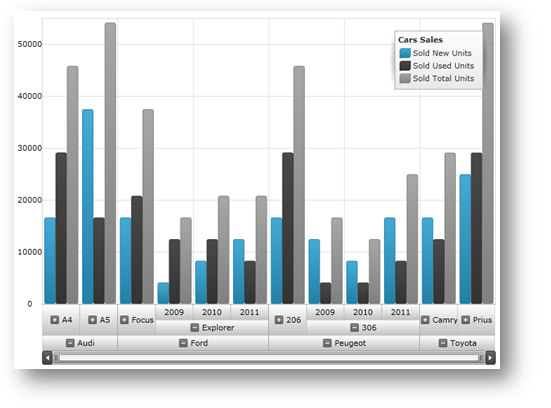 Cars Sales
Sold New Units
Sold Used Units
Sold Total Units
50000
40000
30000
20000
10000
0
2009 2010 2011 2009 2010 2011
A4 A5 Focus Explorer 206 306 Camry Prius
Audi Ford Peugeot Toyota